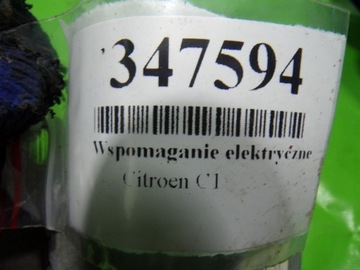 347594
Wspomaganie elektryczne
Citroen C1